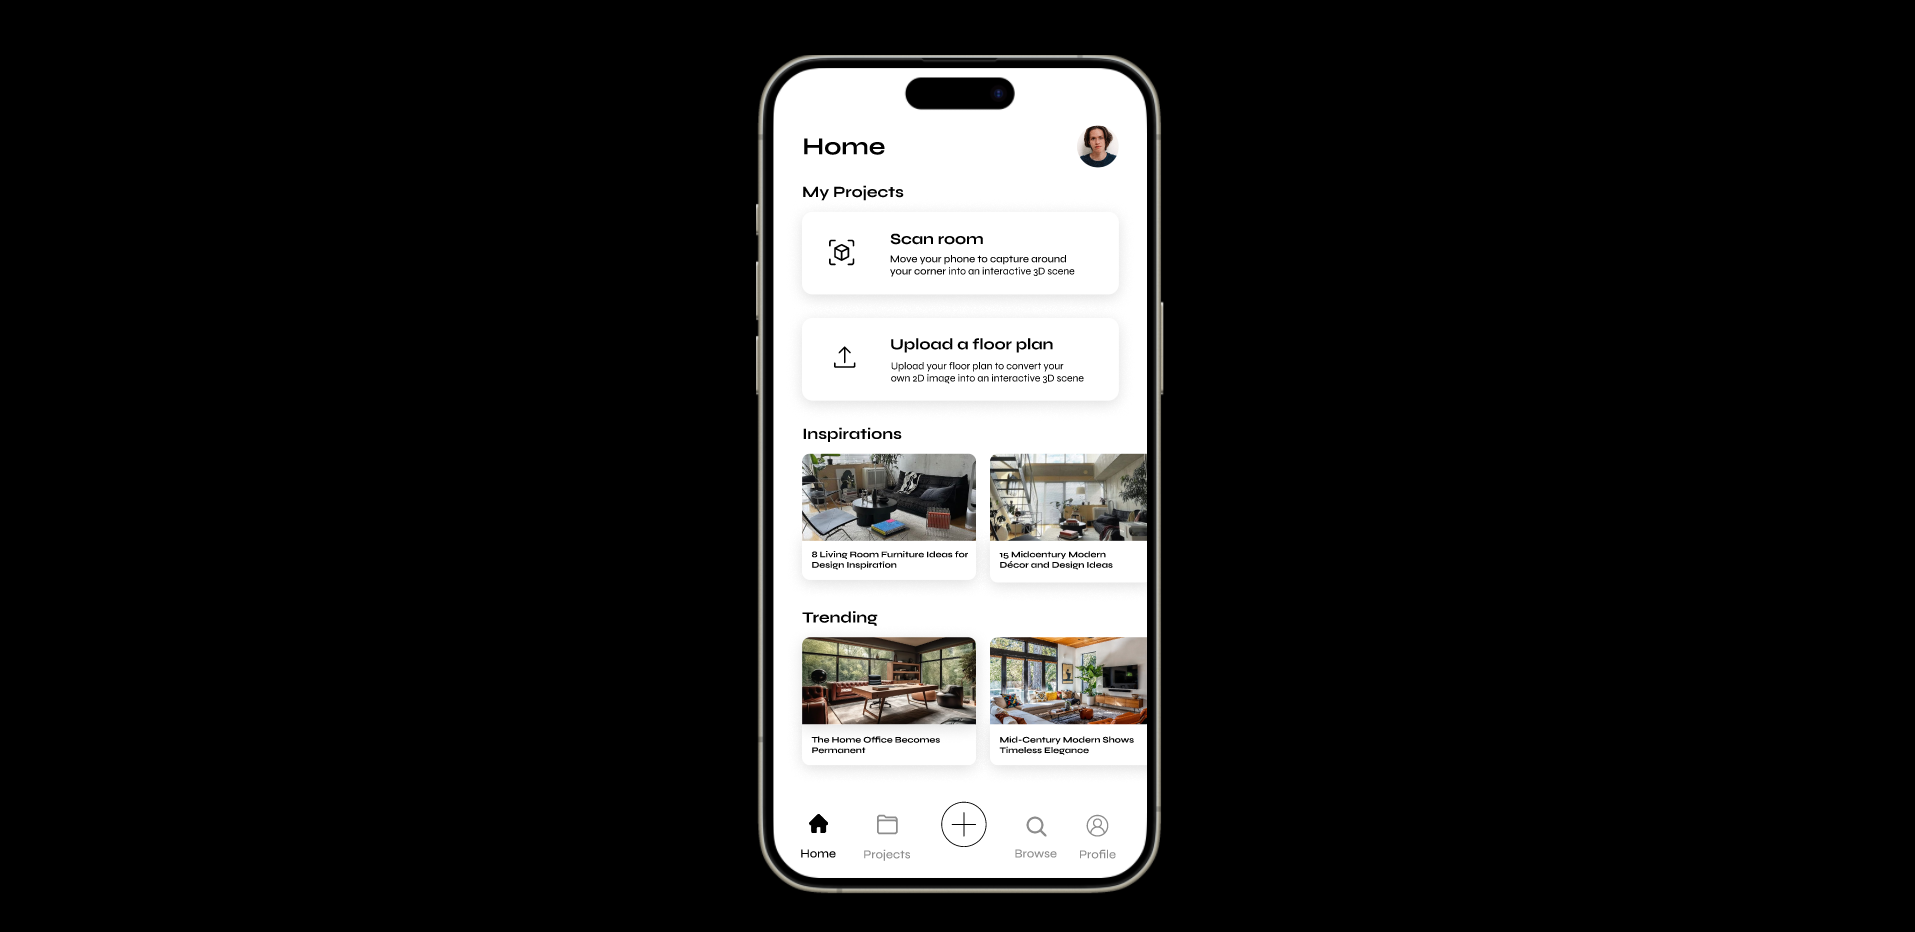 Home
My Projects
Scan room
Move your phone to capture around
your corner into an interactive 3D scene
Upload a floor plan
Upload your floor plan to convert your
own 2D image into an interactive 3D scene
Inspirations
8 Living Room Furniture Ideas for
Design Inspiration
15 Midcentury Modern
Décor and Design Ideas
Trending
The Home Office Becomes
Permanent
Mid-Century Modern Shows
Timeless Elegance
Home
Projects
Browse
Profile